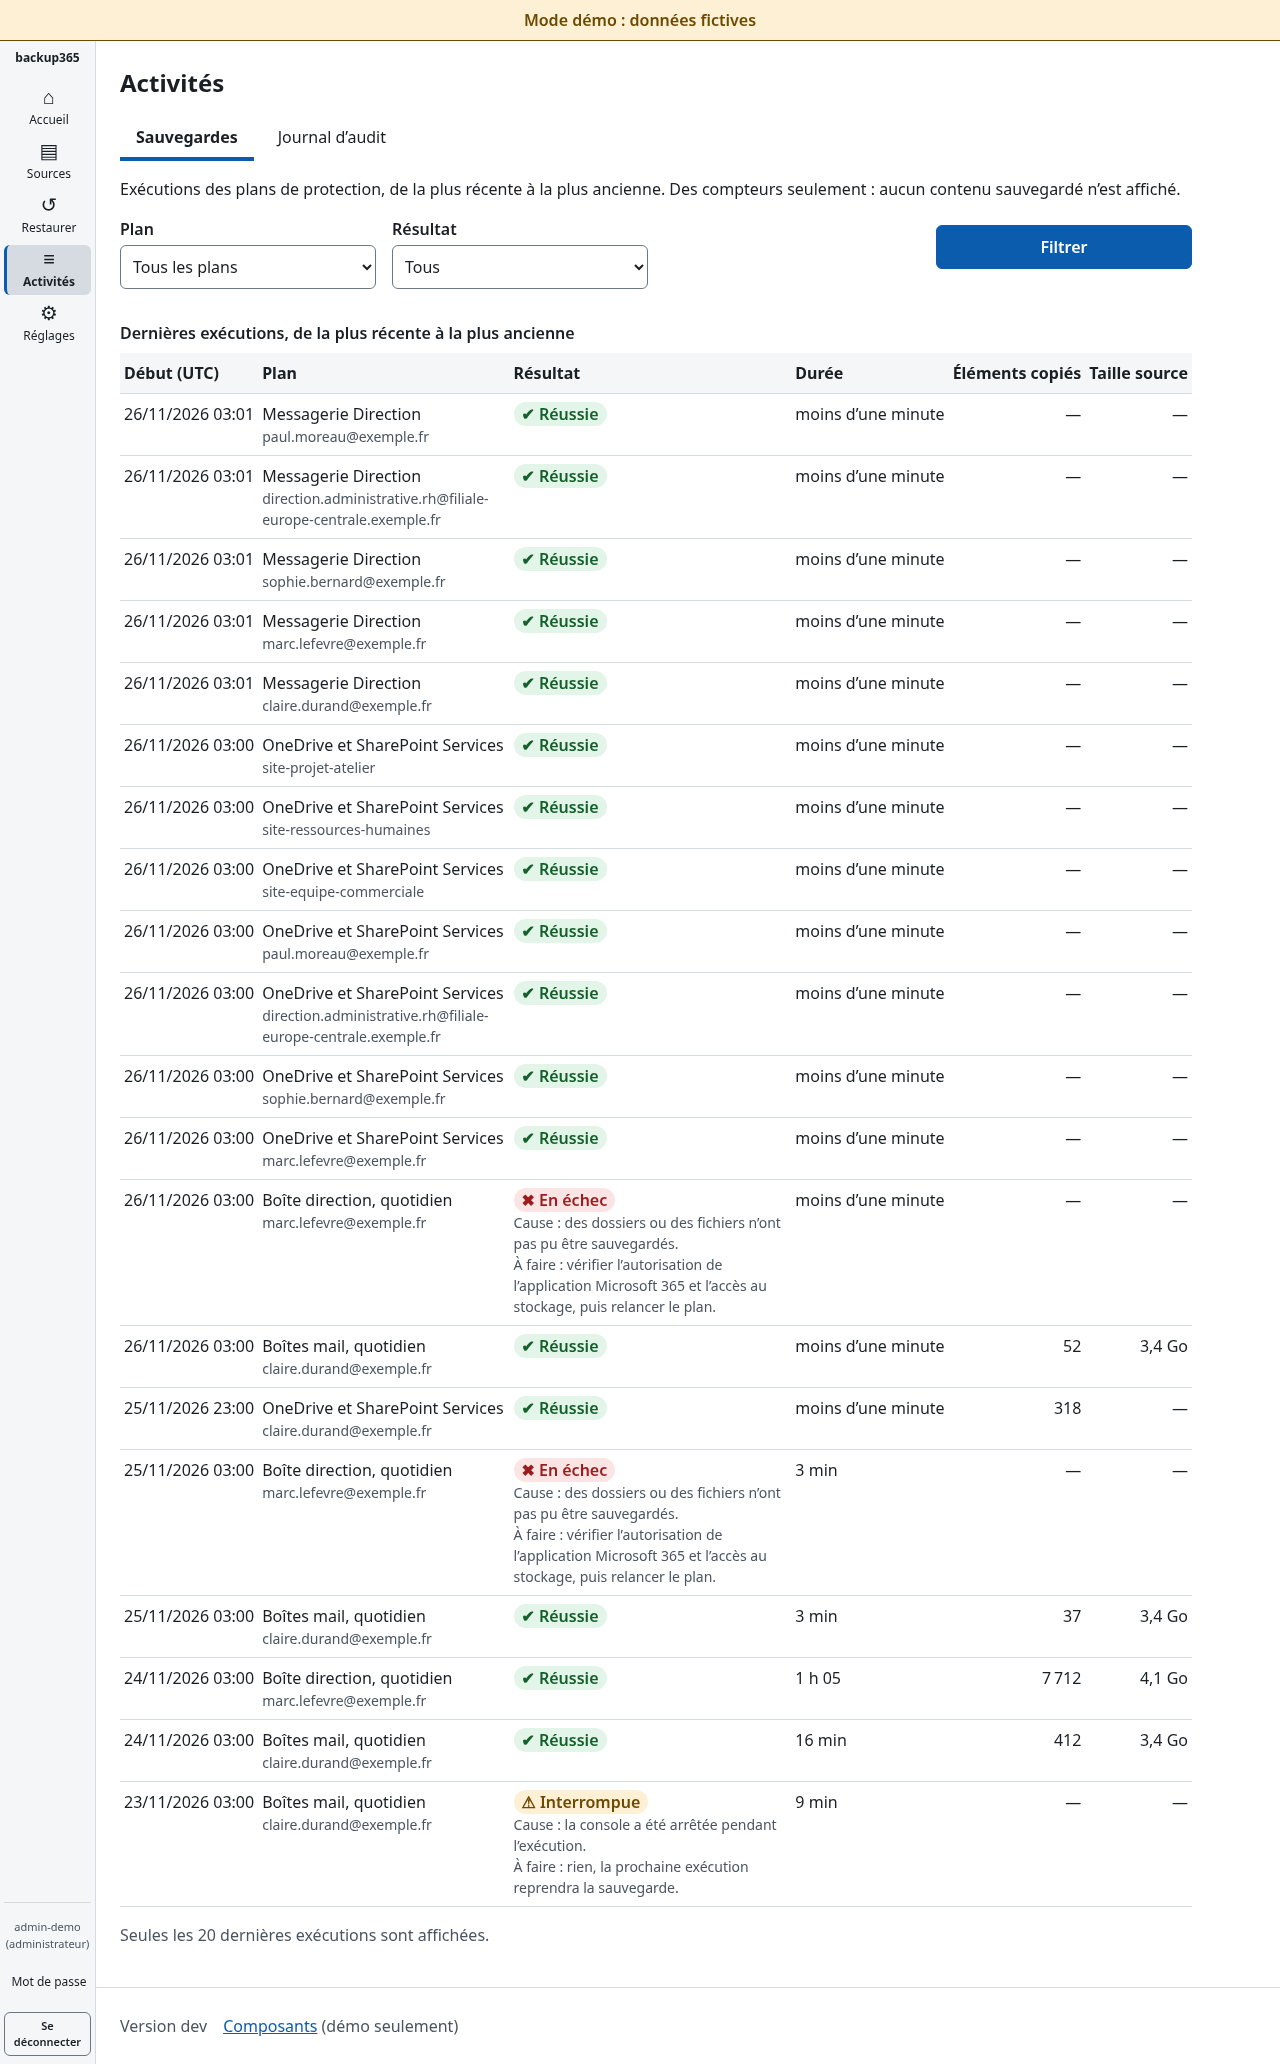 Mode démo : données fictives
backup365
Accueil
Sources
Restaurer
Activités
Réglages
admin-demo
(administrateur)
Mot de passe
Se
déconnecter
Activités
Sauvegardes
Journal d’audit
Exécutions des plans de protection, de la plus récente à la plus ancienne. Des compteurs seulement : aucun contenu sauvegardé n’est affiché.
Plan
Résultat
Tous les plans
Tous
Filtrer
Dernières exécutions, de la plus récente à la plus ancienne
Début (UTC) Plan Résultat Durée Éléments copiés Taille source
26/11/2026 03:01 Messagerie Direction ✔ Réussie moins d’une minute — —
paul.moreau@exemple.fr
26/11/2026 03:01 Messagerie Direction ✔ Réussie moins d’une minute — —
direction.administrative.rh@filiale-
europe-centrale.exemple.fr
26/11/2026 03:01 Messagerie Direction ✔ Réussie moins d’une minute — —
sophie.bernard@exemple.fr
26/11/2026 03:01 Messagerie Direction ✔ Réussie moins d’une minute — —
marc.lefevre@exemple.fr
26/11/2026 03:01 Messagerie Direction ✔ Réussie moins d’une minute — —
claire.durand@exemple.fr
26/11/2026 03:00 OneDrive et SharePoint Services ✔ Réussie moins d’une minute — —
site-projet-atelier
26/11/2026 03:00 OneDrive et SharePoint Services ✔ Réussie moins d’une minute — —
site-ressources-humaines
26/11/2026 03:00 OneDrive et SharePoint Services ✔ Réussie moins d’une minute — —
site-equipe-commerciale
26/11/2026 03:00 OneDrive et SharePoint Services ✔ Réussie moins d’une minute — —
paul.moreau@exemple.fr
26/11/2026 03:00 OneDrive et SharePoint Services ✔ Réussie moins d’une minute — —
direction.administrative.rh@filiale-
europe-centrale.exemple.fr
26/11/2026 03:00 OneDrive et SharePoint Services ✔ Réussie moins d’une minute — —
sophie.bernard@exemple.fr
26/11/2026 03:00 OneDrive et SharePoint Services ✔ Réussie moins d’une minute — —
marc.lefevre@exemple.fr
26/11/2026 03:00 Boîte direction, quotidien ✖ En échec moins d’une minute — —
marc.lefevre@exemple.fr Cause : des dossiers ou des fichiers n’ont
pas pu être sauvegardés.
À faire : vérifier l’autorisation de
l’application Microsoft 365 et l’accès au
stockage, puis relancer le plan.
26/11/2026 03:00 Boîtes mail, quotidien ✔ Réussie moins d’une minute 52 3,4 Go
claire.durand@exemple.fr
25/11/2026 23:00 OneDrive et SharePoint Services ✔ Réussie moins d’une minute 318 —
claire.durand@exemple.fr
25/11/2026 03:00 Boîte direction, quotidien ✖ En échec 3 min — —
marc.lefevre@exemple.fr Cause : des dossiers ou des fichiers n’ont
pas pu être sauvegardés.
À faire : vérifier l’autorisation de
l’application Microsoft 365 et l’accès au
stockage, puis relancer le plan.
25/11/2026 03:00 Boîtes mail, quotidien ✔ Réussie 3 min 37 3,4 Go
claire.durand@exemple.fr
24/11/2026 03:00 Boîte direction, quotidien ✔ Réussie 1 h 05 7 712 4,1 Go
marc.lefevre@exemple.fr
24/11/2026 03:00 Boîtes mail, quotidien ✔ Réussie 16 min 412 3,4 Go
claire.durand@exemple.fr
23/11/2026 03:00 Boîtes mail, quotidien ⚠ Interrompue 9 min — —
claire.durand@exemple.fr Cause : la console a été arrêtée pendant
l’exécution.
À faire : rien, la prochaine exécution
reprendra la sauvegarde.
Seules les 20 dernières exécutions sont affichées.
Version dev Composants (démo seulement)